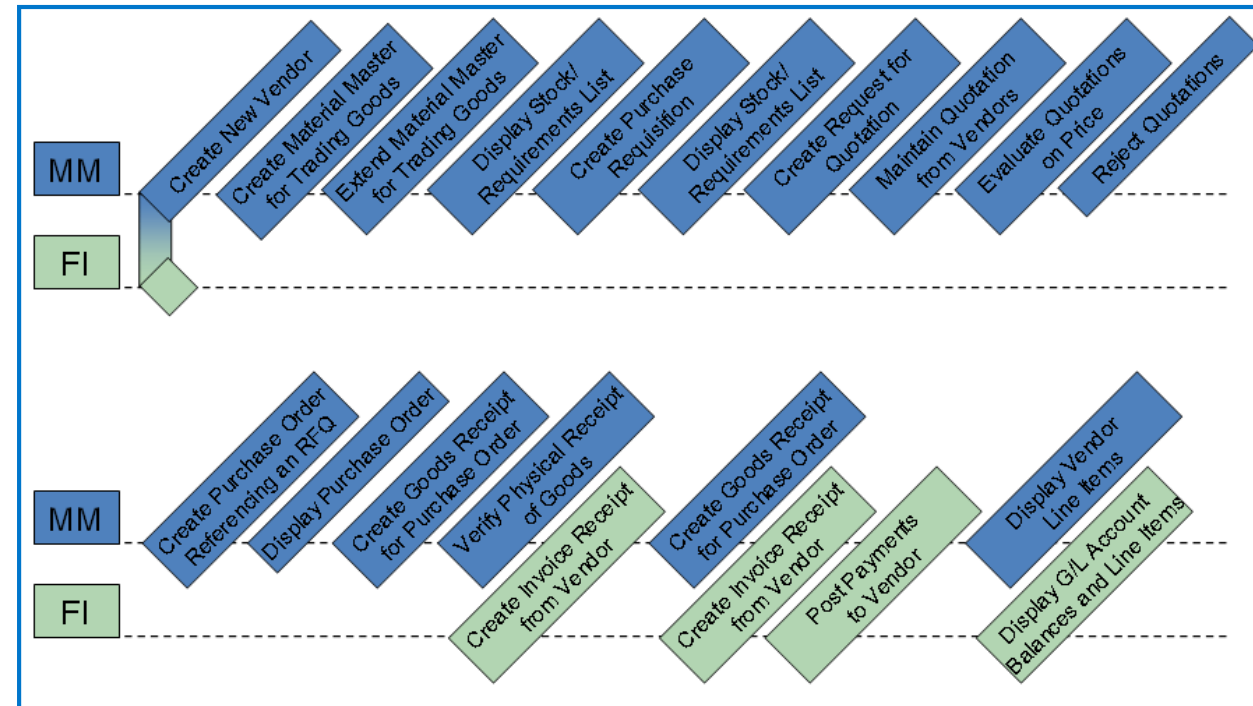 MM
Create New Vendor
Create Material Master
for Trading Goods
Extend Material Master
for Trading Goods
Display Stock/
Requirements List
Create Purchase
Requisition
Display Stock/
Requirements List
Create Request for
Quotation
Maintain Quotation
from Vendors
Evaluate Quotations
on Price
Reject Quotations
FI
MM
Create Purchase Order
Referencing an RFQ
Display Purchase Order
Create Goods Receipt
for Purchase Order
Verify Physical Receipt
of Goods
Create Goods Receipt
for Purchase Order
Display Vendor
Line Items
FI
Create Invoice Receipt
from Vendor
Create Invoice Receipt
from Vendor
Post Payments
to Vendor
Display G/L Account
Balances and Line Items